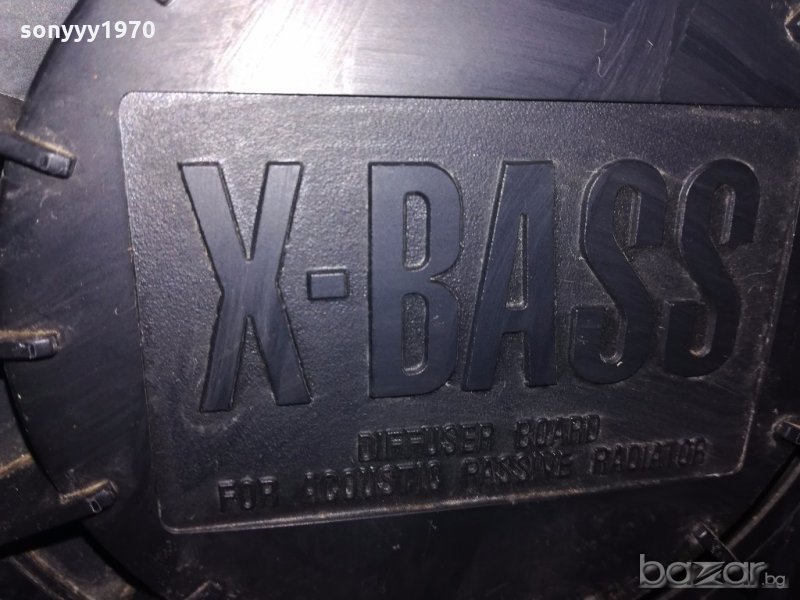 sonyyy1970
X-BASS
DIFFUSER BOARD
FOR ACOUSTIC PASSIVE RADIATOR
bazar.bg